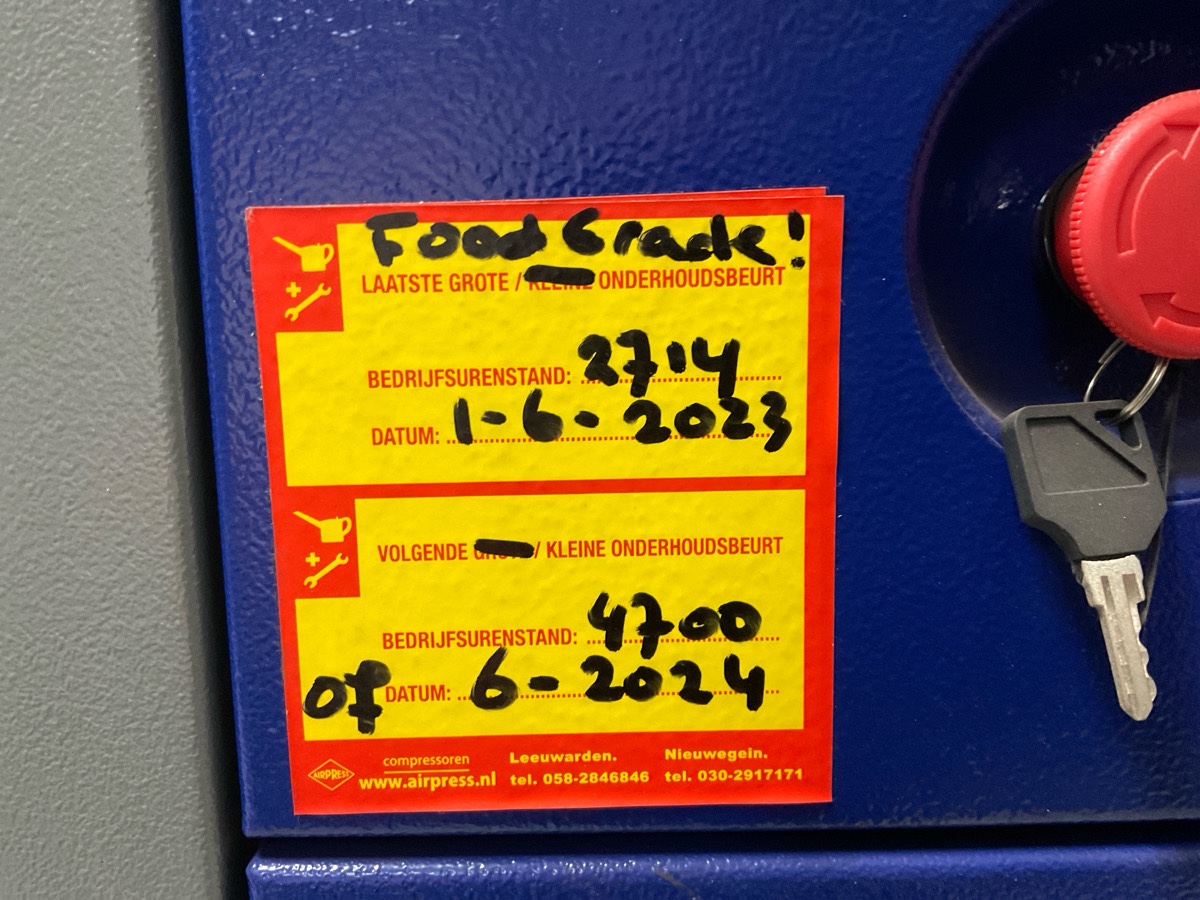 Food Grade!
LAATSTE GROTE / KLEINE ONDERHOUDSBEURT
BEDRIJFSURENSTAND: 2714
DATUM: 1-6-2023
VOLGENDE GROTE / KLEINE ONDERHOUDSBEURT
BEDRIJFSURENSTAND: 4700
of DATUM: 6-2024
AIRPRESS
compressoren
www.airpress.nl
Leeuwarden.
tel. 058-2846846
Nieuwegein.
tel. 030-2917171